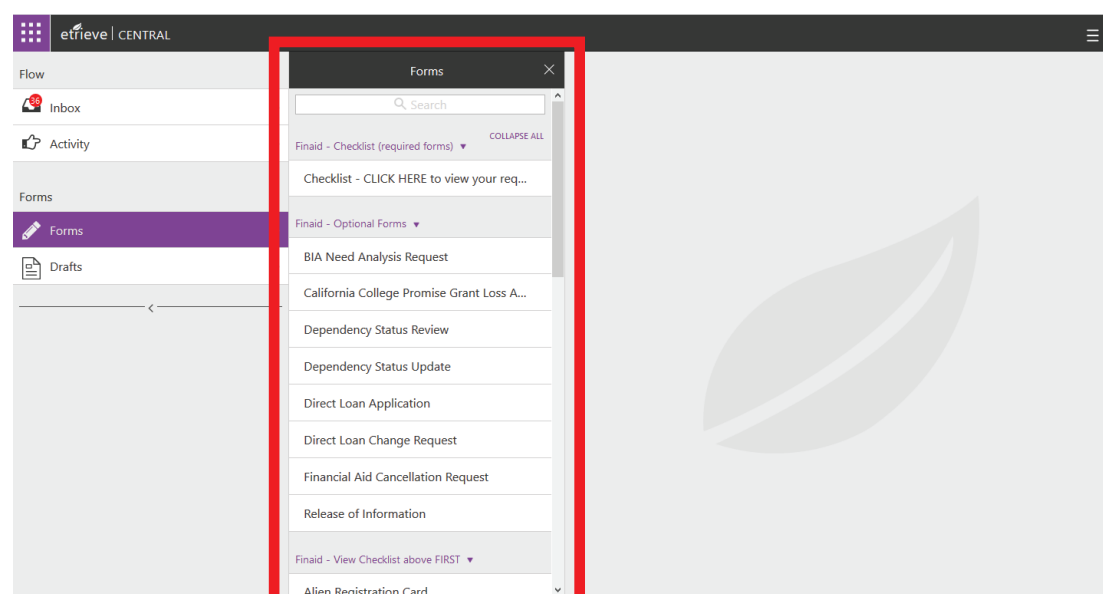 etrieve | CENTRAL
Flow
36
Inbox
Activity
Forms
Forms
Drafts
Forms
Search
COLLAPSE ALL
Finaid - Checklist (required forms)
Checklist - CLICK HERE to view your req...
Finaid - Optional Forms
BIA Need Analysis Request
California College Promise Grant Loss A...
Dependency Status Review
Dependency Status Update
Direct Loan Application
Direct Loan Change Request
Financial Aid Cancellation Request
Release of Information
Finaid - View Checklist above FIRST
Alien Registration Card